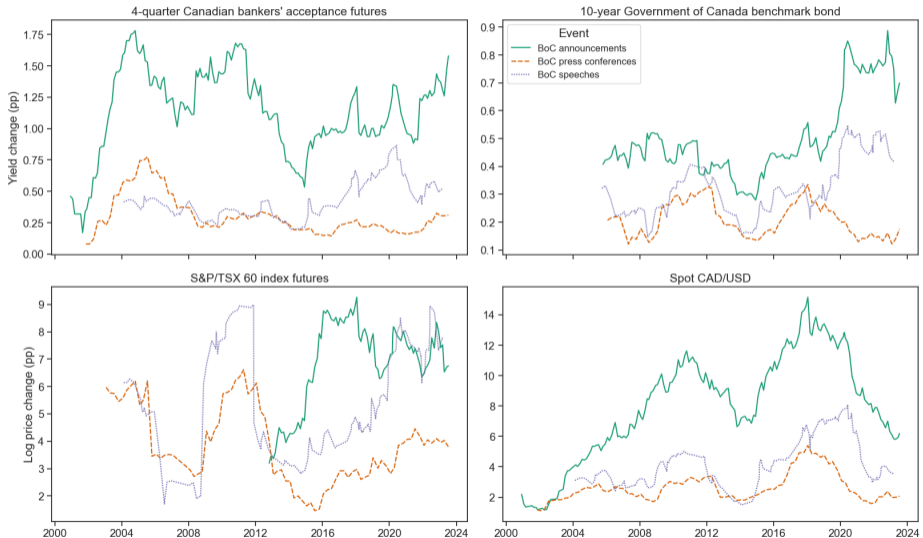 4-quarter Canadian bankers' acceptance futures
Yield change (pp)
1.75
1.50
1.25
1.00
0.75
0.50
0.25
0.00
10-year Government of Canada benchmark bond
0.9
0.8
0.7
0.6
0.5
0.4
0.3
0.2
0.1
Event
BoC announcements
BoC press conferences
BoC speeches
S&P/TSX 60 index futures
Log price change (pp)
9
8
7
6
5
4
3
2
2000 2004 2008 2012 2016 2020 2024
Spot CAD/USD
14
12
10
8
6
4
2
2000 2004 2008 2012 2016 2020 2024